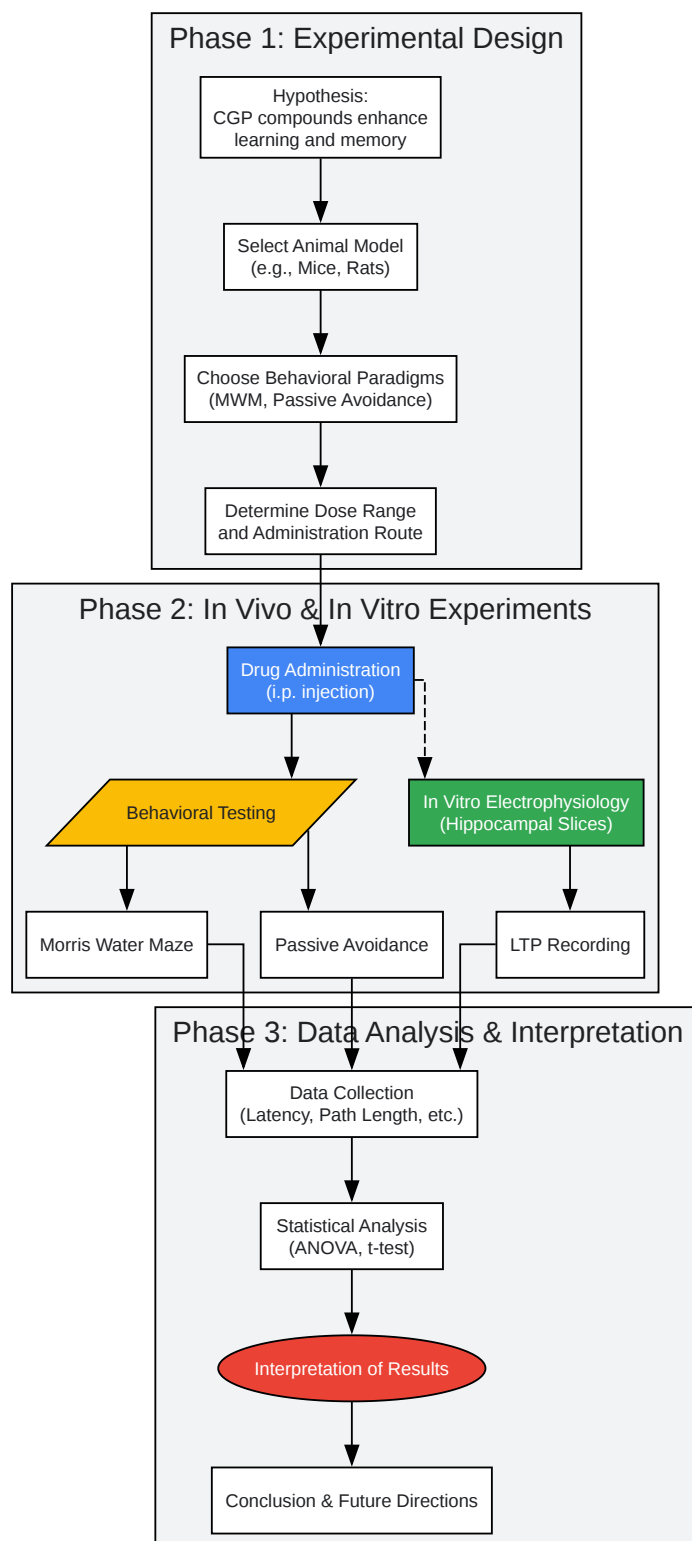 Phase 1: Experimental Design
Hypothesis:
CGP compounds enhance
learning and memory
Select Animal Model
(e.g., Mice, Rats)
Choose Behavioral Paradigms
(MWM, Passive Avoidance)
Determine Dose Range
and Administration Route
Phase 2: In Vivo & In Vitro Experiments
Drug Administration
(i.p. injection)
Behavioral Testing
In Vitro Electrophysiology
(Hippocampal Slices)
Morris Water Maze
Passive Avoidance
LTP Recording
Phase 3: Data Analysis & Interpretation
Data Collection
(Latency, Path Length, etc.)
Statistical Analysis
(ANOVA, t-test)
Interpretation of Results
Conclusion & Future Directions